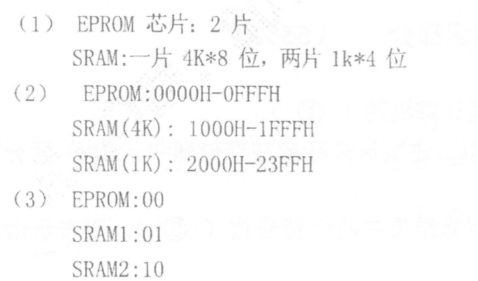 （1） EPROM 芯片：2 片
SRAM:一片 4K*8 位，两片 1k*4 位
（2） EPROM:0000H-0FFFH
SRAM(4K)：1000H-1FFFH
SRAM(1K)：2000H-23FFH
（3） EPROM:00
SRAM1:01
SRAM2:10